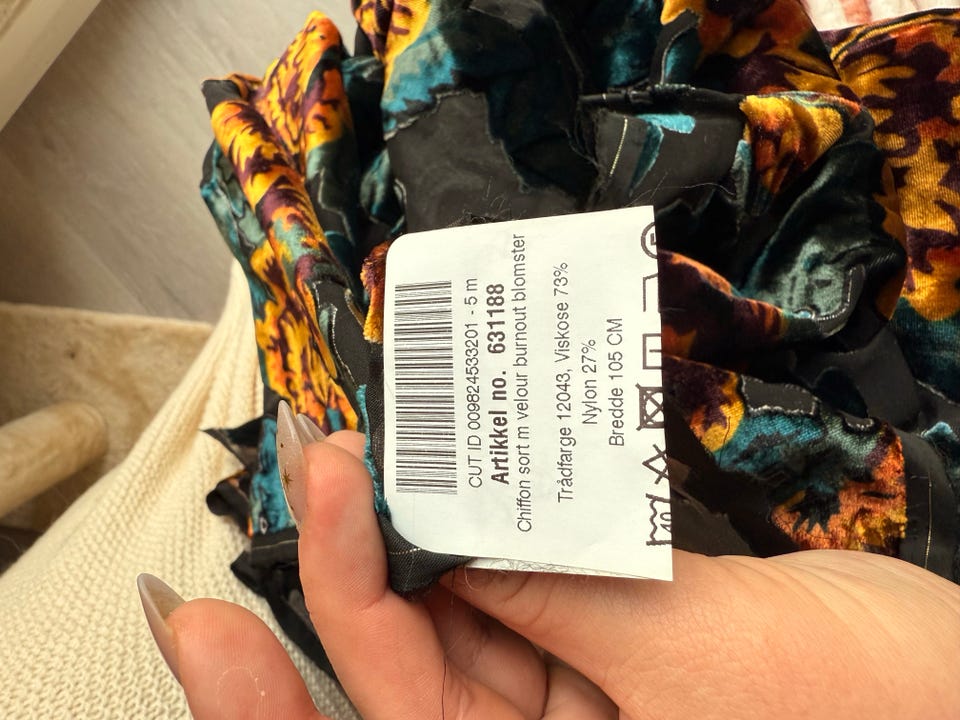 CUT ID 009824533201 - 5 m
Artikkel no. 631188
Chiffon sort m velour burnout blomster
Trådfarge 12043, Viskose 73%
Nylon 27%
Bredde 105 CM